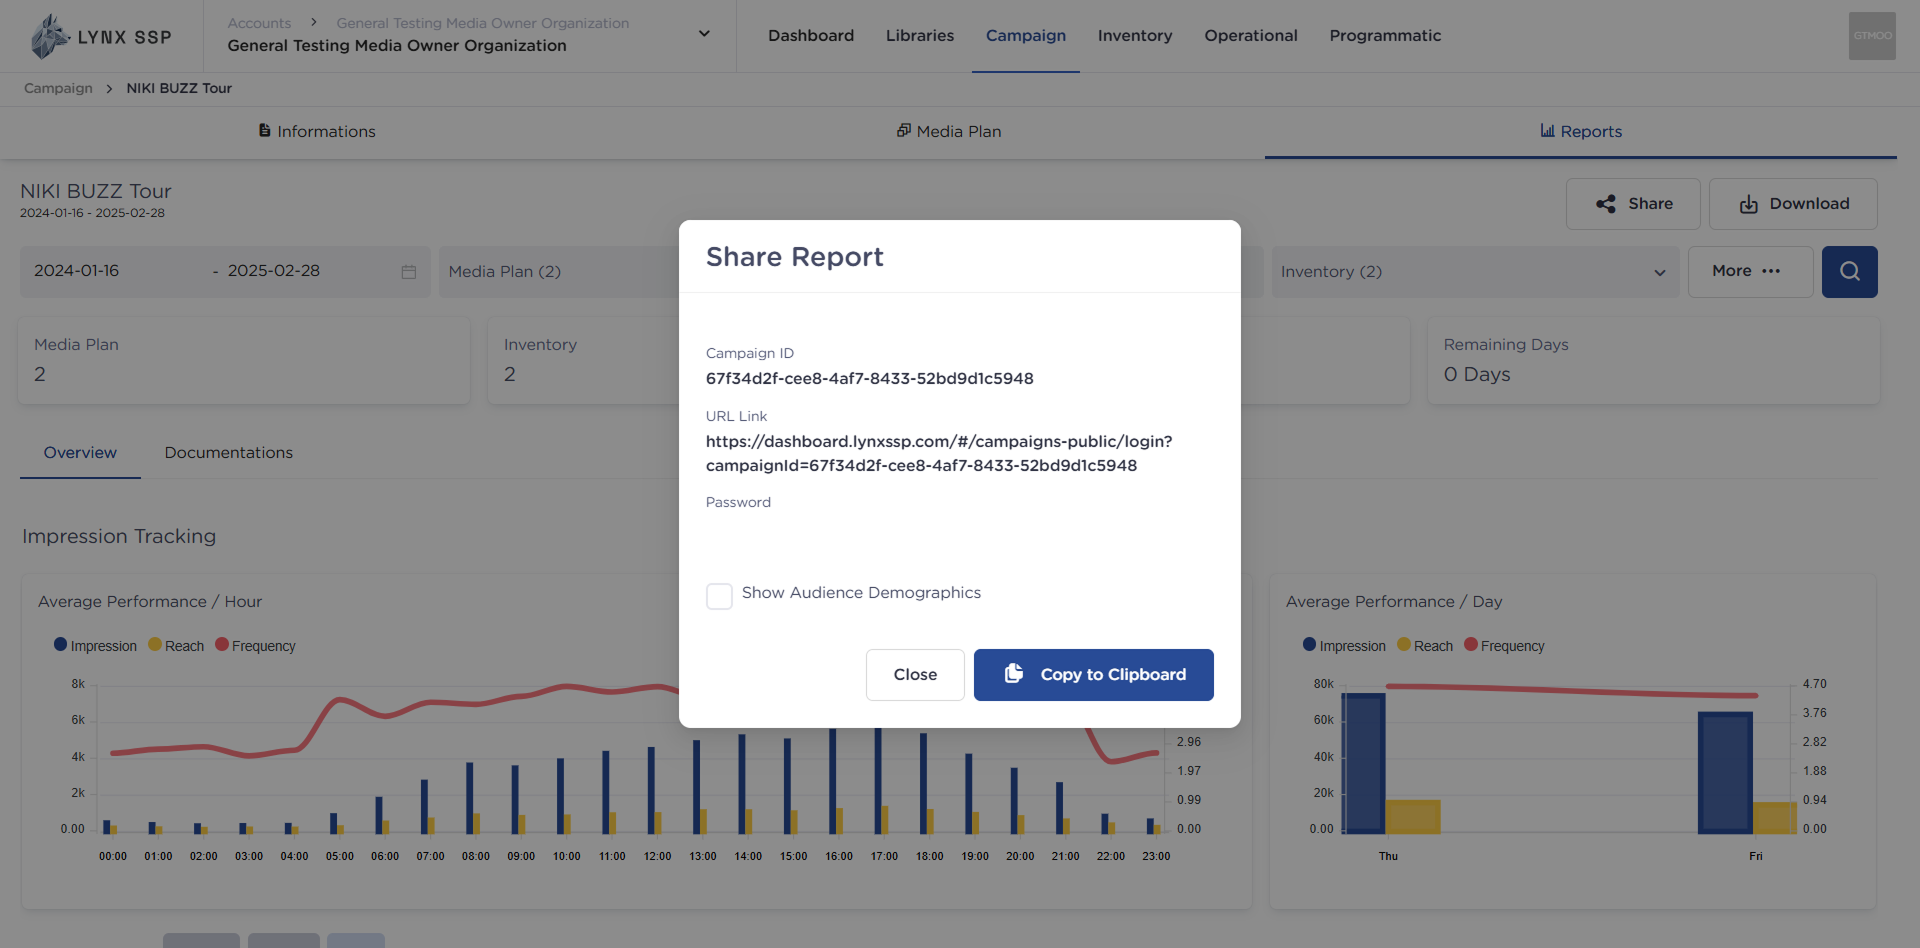 LYNX SSP
Accounts > General Testing Media Owner Organization
General Testing Media Owner Organization
Dashboard
Libraries
Campaign
Inventory
Operational
Programmatic
GTMOO
Campaign > NIKI BUZZ Tour
Informations
Media Plan
Reports
NIKI BUZZ Tour
2024-01-16 - 2025-02-28
Share
Download
2024-01-16 - 2025-02-28
Media Plan (2)
Inventory (2)
More
Media Plan
2
Inventory
2
Remaining Days
0 Days
Overview
Documentations
Share Report
Campaign ID
67f34d2f-cee8-4af7-8433-52bd9d1c5948
URL Link
https://dashboard.lynxssp.com/#/campaigns-public/login?
campaignId=67f34d2f-cee8-4af7-8433-52bd9d1c5948
Password
Show Audience Demographics
Close
Copy to Clipboard
Impression Tracking
Average Performance / Hour
Impression Reach Frequency
8k
6k
4k
2k
0.00
2.96
1.97
0.99
0.00
00:00 01:00 02:00 03:00 04:00 05:00 06:00 07:00 08:00 09:00 10:00 11:00 12:00 13:00 14:00 15:00 16:00 17:00 18:00 19:00 20:00 21:00 22:00 23:00
Average Performance / Day
Impression Reach Frequency
80k
60k
40k
20k
0.00
4.70
3.76
2.82
1.88
0.94
0.00
Thu Fri